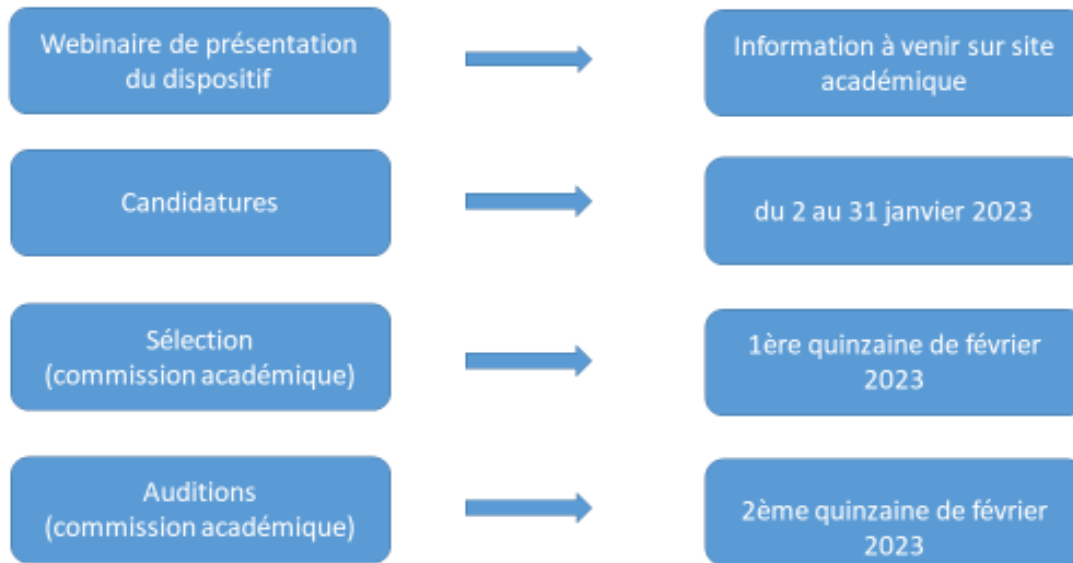 Webinaire de présentation
du dispositif
Information à venir sur site
académique
Candidatures
du 2 au 31 janvier 2023
Sélection
(commission académique)
1ère quinzaine de février
2023
Auditions
(commission académique)
2ème quinzaine de février
2023